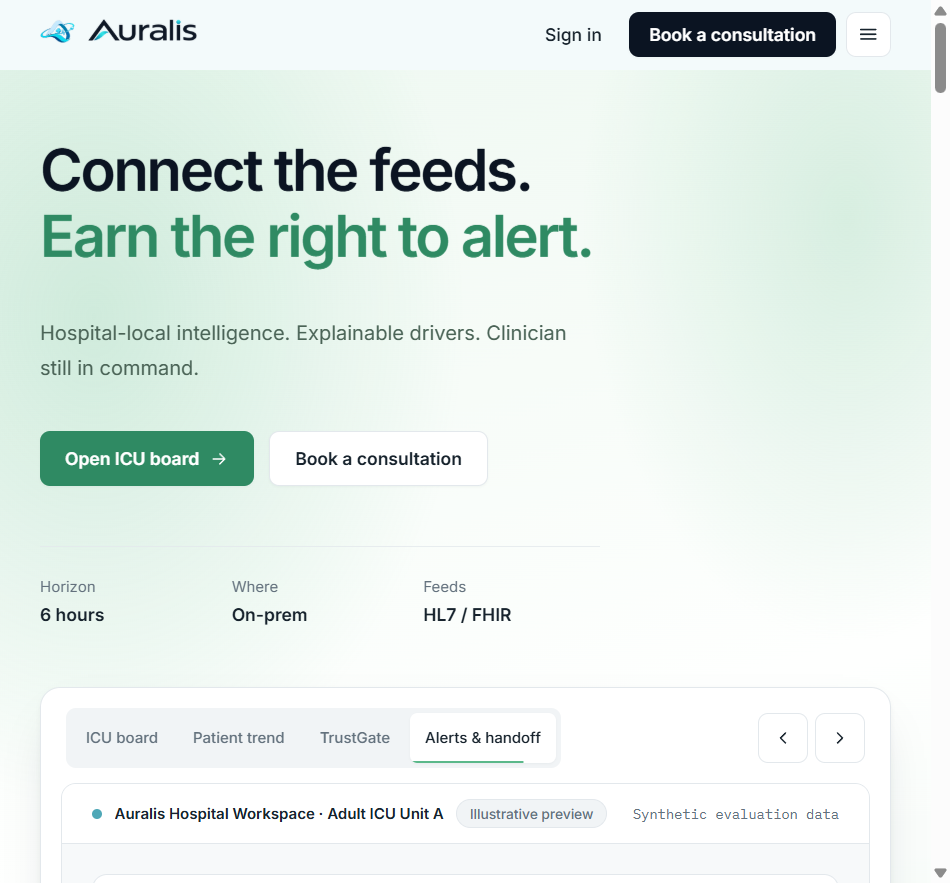 Auralis
Sign in
Book a consultation
Connect the feeds.
Earn the right to alert.
Hospital-local intelligence. Explainable drivers. Clinician
still in command.
Open ICU board →
Book a consultation
Horizon
Where
Feeds
6 hours
On-prem
HL7 / FHIR
ICU board
Patient trend
TrustGate
Alerts & handoff
Auralis Hospital Workspace · Adult ICU Unit A
Illustrative preview
Synthetic evaluation data